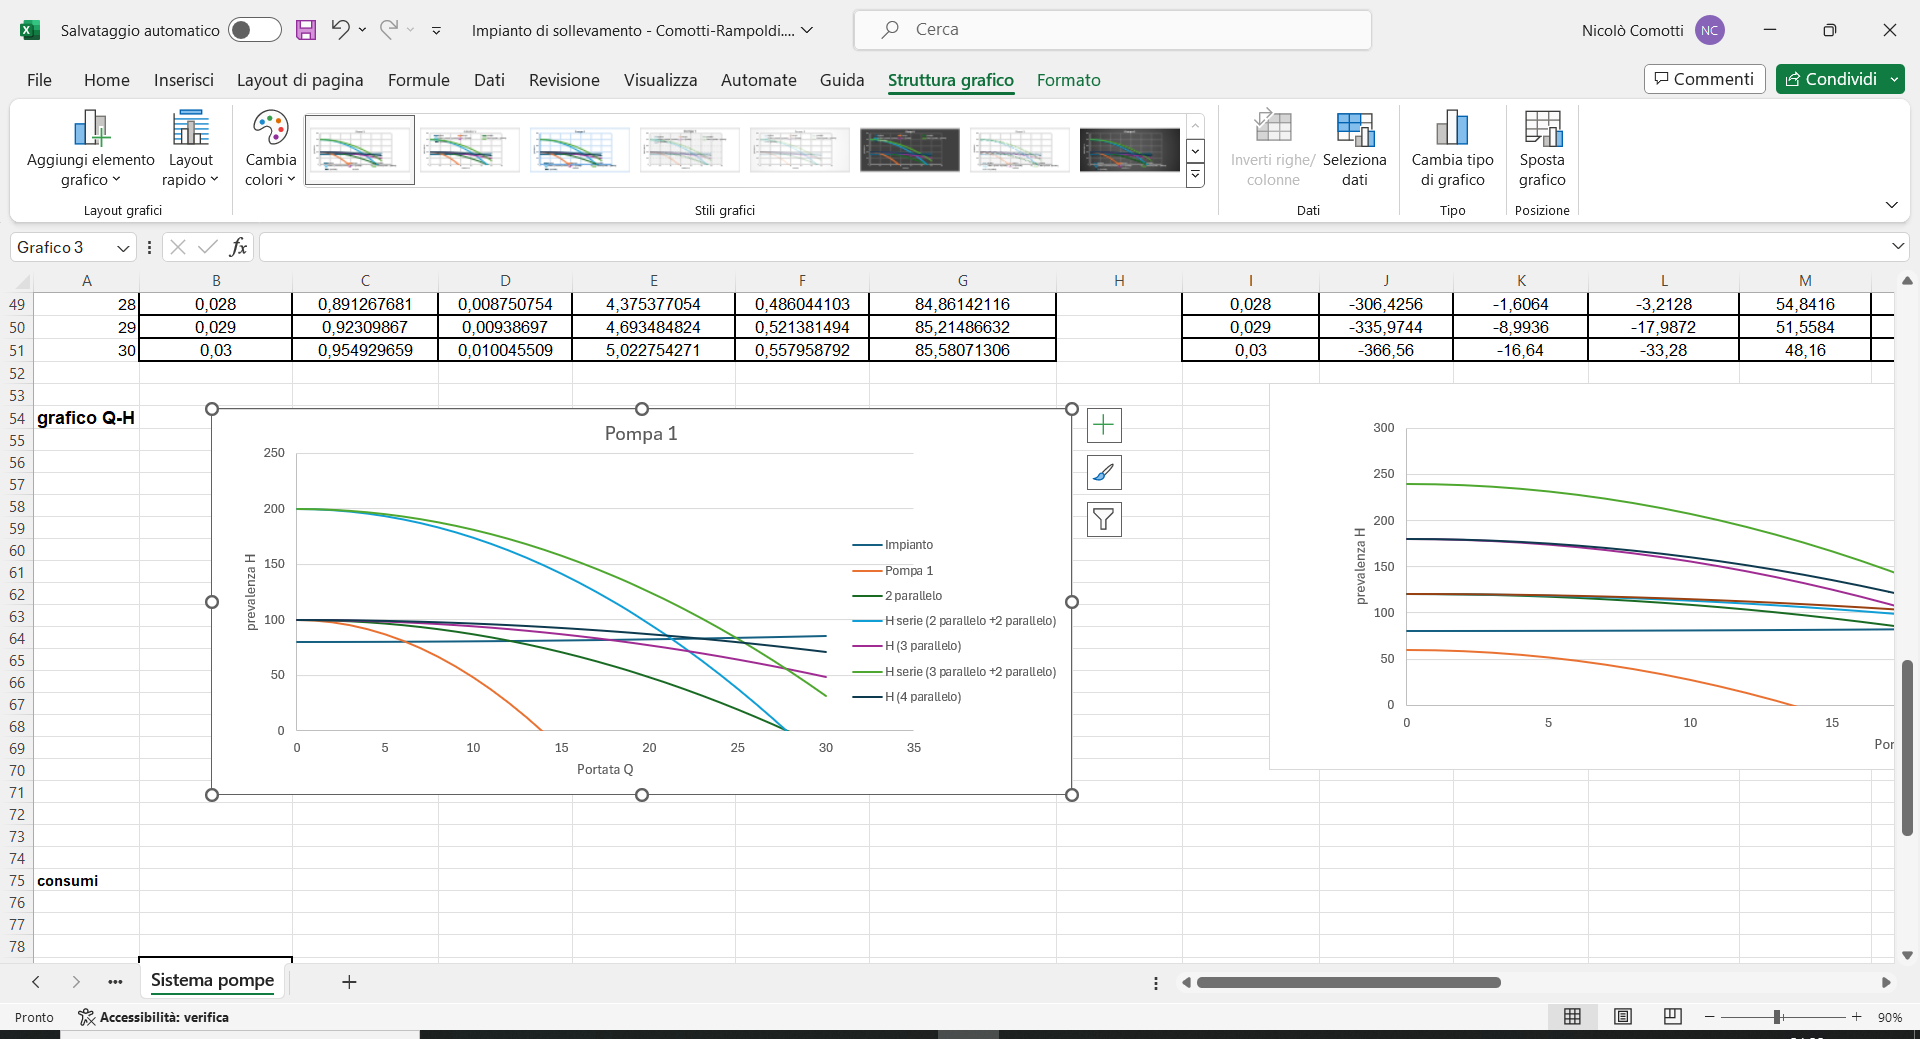 Salvataggio automatico
Impianto di sollevamento - Comotti-Rampoldi....
Cerca
Nicolò Comotti NC
File Home Inserisci Layout di pagina Formule Dati Revisione Visualizza Automate Guida Struttura grafico Formato
Commenti Condividi
Aggiungi elemento grafico
Layout rapido
Cambia colori
Inverti righe/ colonne
Seleziona dati
Cambia tipo di grafico
Sposta grafico
Layout grafici Stili grafici Dati Tipo Posizione
Grafico 3 fx
A B C D E F G H I J K L M
49 28 0,028 0,891267681 0,008750754 4,375377054 0,486044103 84,86142116 0,028 -306,4256 -1,6064 -3,2128 54,8416
50 29 0,029 0,92309867 0,00938697 4,693484824 0,521381494 85,21486632 0,029 -335,9744 -8,9936 -17,9872 51,5584
51 30 0,03 0,954929659 0,010045509 5,022754271 0,557958792 85,58071306 0,03 -366,56 -16,64 -33,28 48,16
52
53
54 grafico Q-H
55
56
57
58
59
60
61
62
63
64
65
66
67
68
69
70
71
72
73
74
75 consumi
76
77
78
Pompa 1
250
200
150
100
50
0
prevalenza H
0 5 10 15 20 25 30 35
Portata Q
Impianto
Pompa 1
2 parallelo
H serie (2 parallelo +2 parallelo)
H (3 parallelo)
H serie (3 parallelo +2 parallelo)
H (4 parallelo)
300
250
200
150
100
50
0
prevalenza H
0 5 10 15
Por
Sistema pompe
Pronto Accessibilità: verifica 90%